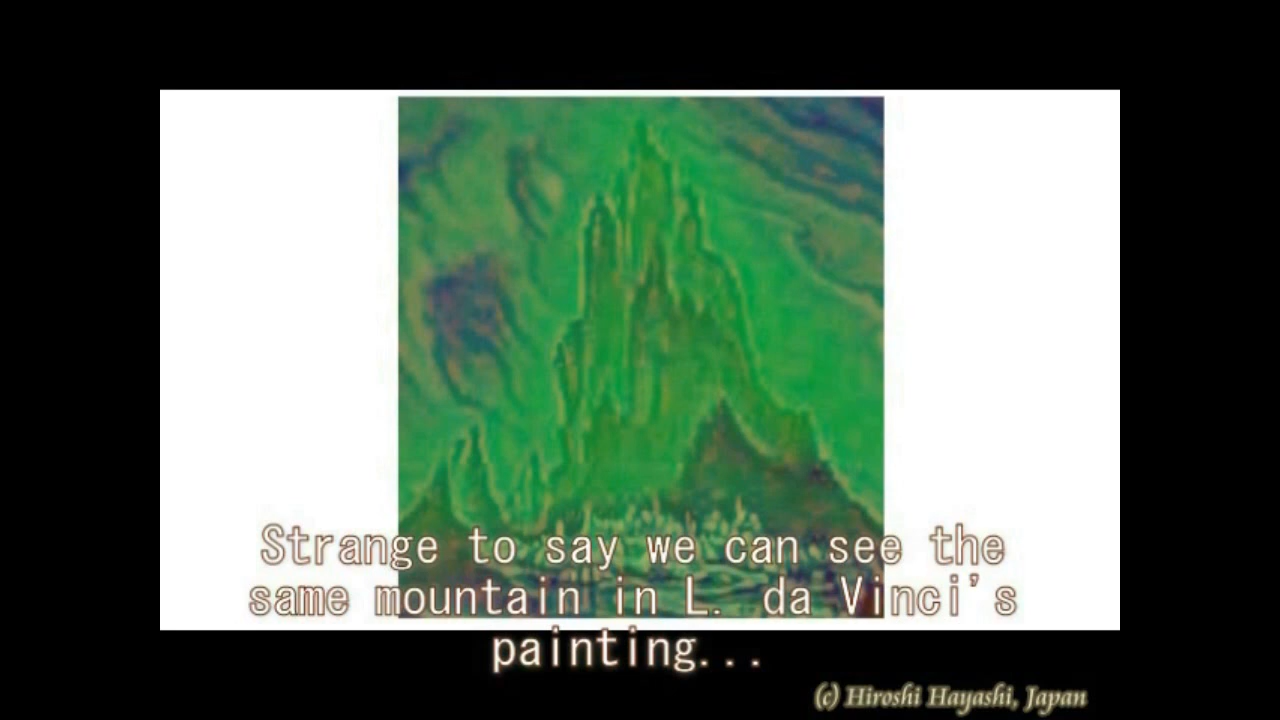 Strange to say we can see the
same mountain in L. da Vinci's
painting...
(c) Hiroshi Hayashi, Japan